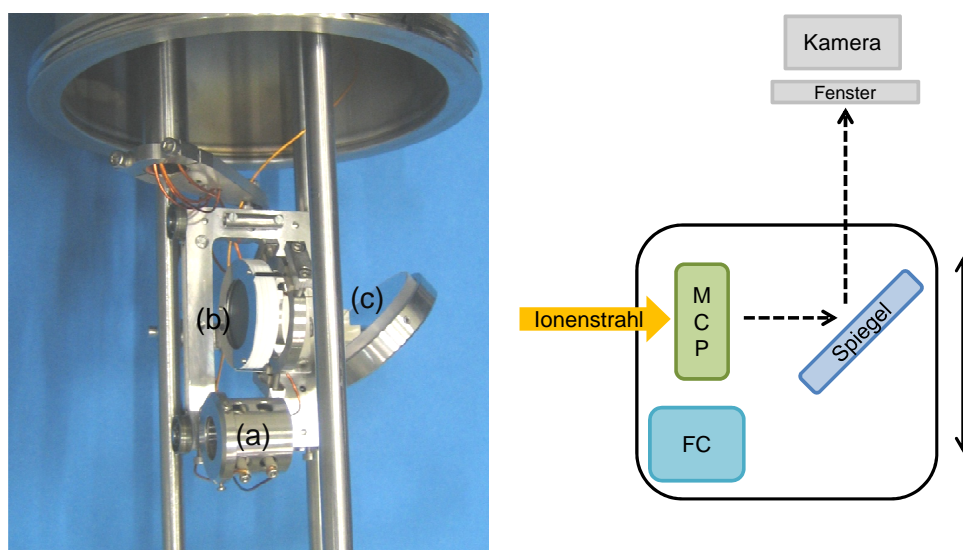 (c)
(b)
(a)
Kamera
Fenster
Ionenstrahl
M
C
P
Spiegel
FC